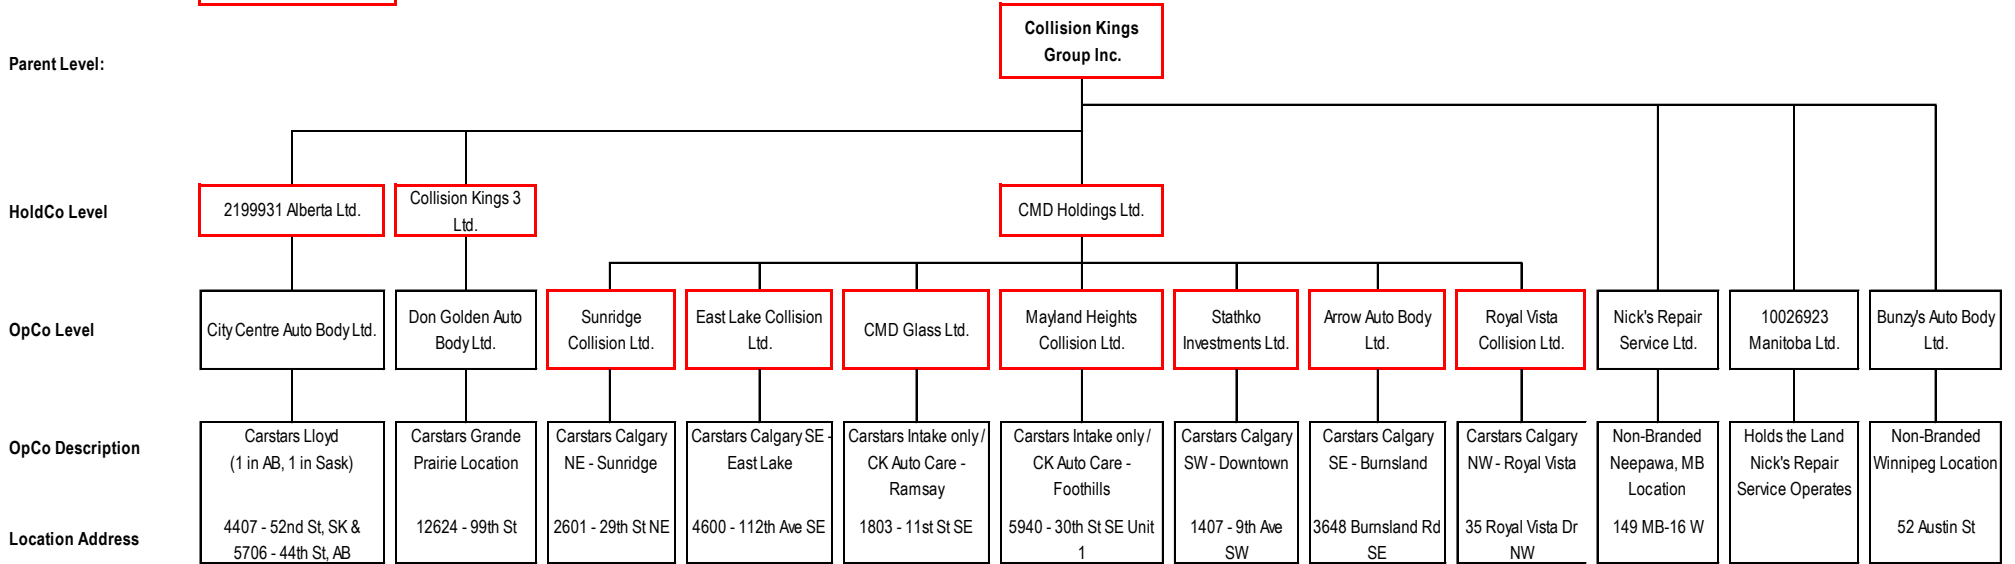 Collision Kings
Group Inc.
Parent Level:
HoldCo Level
2199931 Alberta Ltd.
Collision Kings 3
Ltd.
CMD Holdings Ltd.
OpCo Level
City Centre Auto Body Ltd.
Don Golden Auto
Body Ltd.
Sunridge
Collision Ltd.
East Lake Collision
Ltd.
CMD Glass Ltd.
Mayland Heights
Collision Ltd.
Stathko
Investments Ltd.
Arrow Auto Body
Ltd.
Royal Vista
Collision Ltd.
Nick's Repair
Service Ltd.
10026923
Manitoba Ltd.
Bunzy's Auto Body
Ltd.
OpCo Description
Carstars Lloyd
(1 in AB, 1 in Sask)
Carstars Grande
Prairie Location
Carstars Calgary
NE - Sunridge
Carstars Calgary SE -
East Lake
Carstars Intake only /
CK Auto Care -
Ramsay
Carstars Intake only /
CK Auto Care -
Foothills
Carstars Calgary
SW - Downtown
Carstars Calgary
SE - Burnsland
Carstars Calgary
NW - Royal Vista
Non-Branded
Neepawa, MB
Location
Holds the Land
Nick's Repair
Service Operates
Non-Branded
Winnipeg Location
Location Address
4407 - 52nd St, SK &
5706 - 44th St, AB
12624 - 99th St
2601 - 29th St NE
4600 - 112th Ave SE
1803 - 11st St SE
5940 - 30th St SE Unit
1
1407 - 9th Ave
SW
3648 Burnsland Rd
SE
35 Royal Vista Dr
NW
149 MB-16 W
52 Austin St